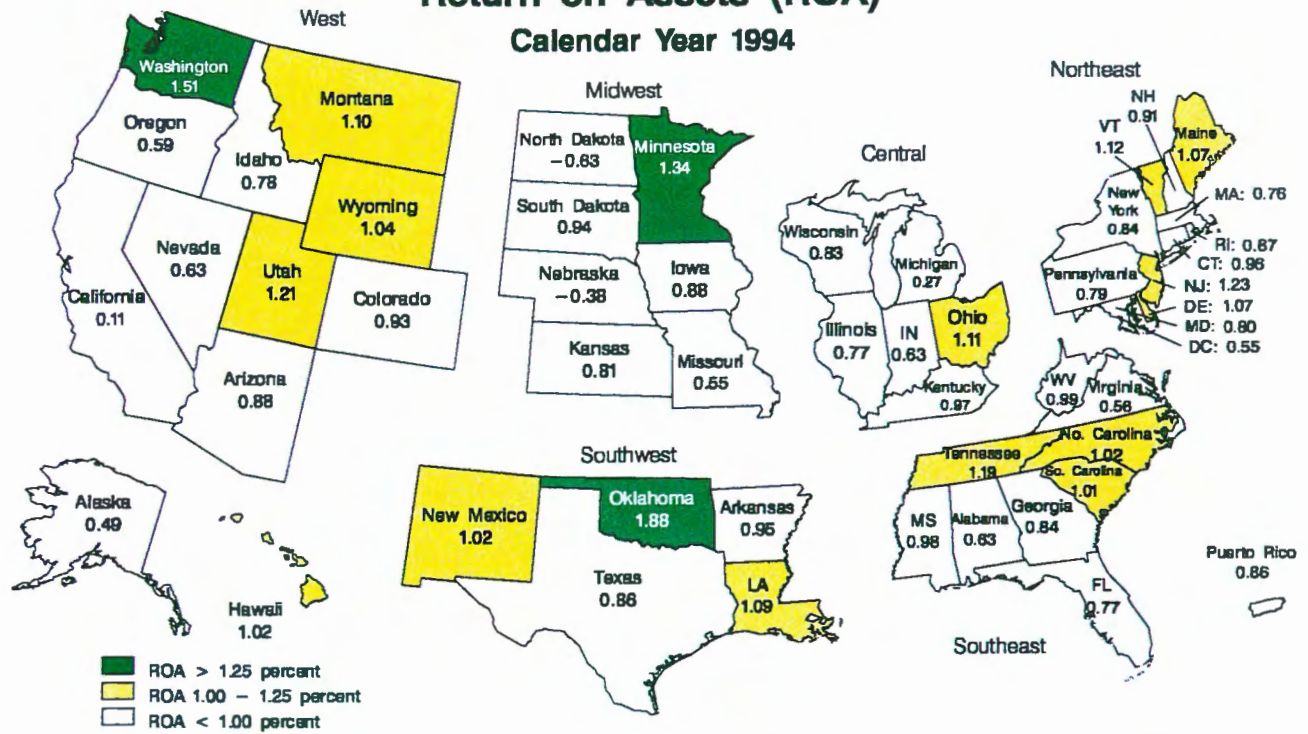 Return on Assets (ROA)
Calendar Year 1994
West
Washington
1.51
Oregon
0.59
Idaho
0.78
Montana
1.10
Wyoming
1.04
Nevada
0.63
Utah
1.21
Colorado
0.93
California
0.11
Arizona
0.88
Alaska
0.49
Hawaii
1.02
Midwest
North Dakota
-0.63
Minnesota
1.34
South Dakota
0.94
Nebraska
-0.38
Iowa
0.88
Kansas
0.81
Missouri
Central
Wisconsin
0.83
Michigan
0.27
Illinois
0.77
IN
0.63
Ohio
1.11
Kentucky
0.97
Northeast
NH
0.91
VT
1.12
Maine
1.07
New
York
0.84
MA: 0.76
RI: 0.87
CT: 0.96
NJ: 1.23
DE: 1.07
MD: 0.80
DC: 0.55
Pennsylvania
0.79
Southwest
New Mexico
1.02
Oklahoma
1.88
Arkansas
0.95
Texas
0.86
LA
1.09
WV
0.99
Virginia
0.56
Tennessee
No. Carolina
1.02
So. Carolina
1.01
MS
0.98
Alabama
0.63
Georgia
0.84
FL
0.77
Southeast
Puerto Rico
0.86
ROA > 1.25 percent
ROA 1.00 - 1.25 percent
ROA < 1.00 percent